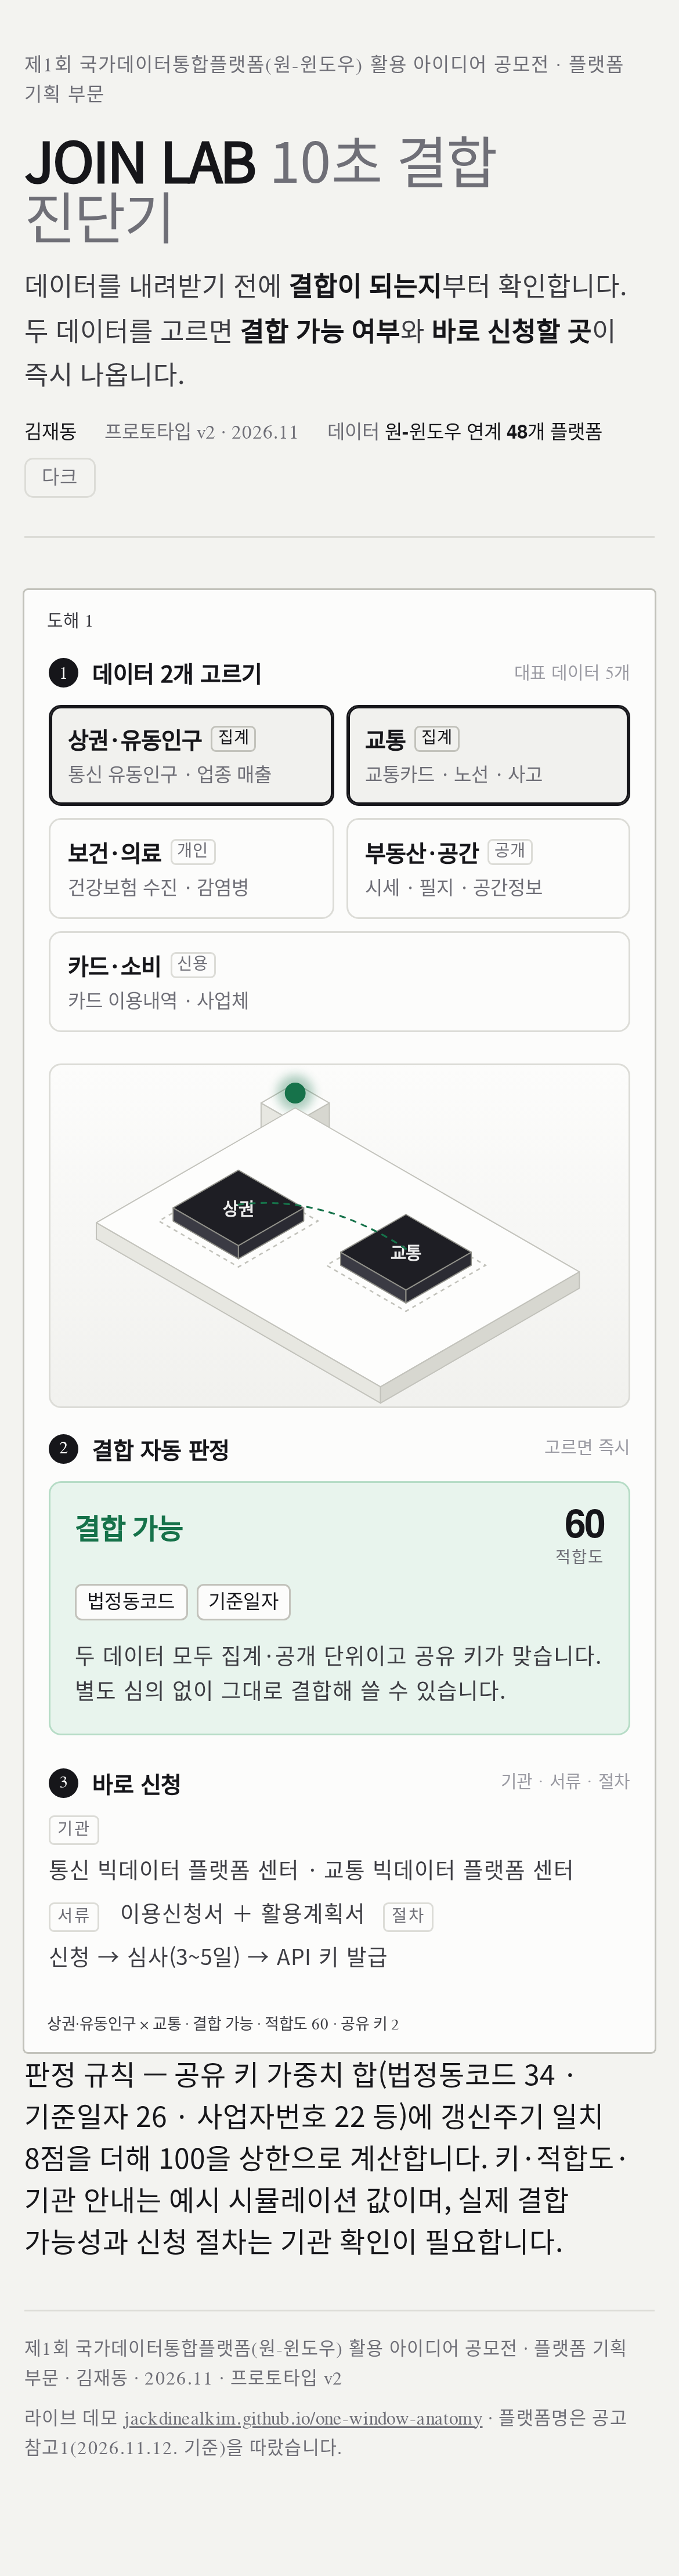 제1회 국가데이터통합플랫폼(원-윈도우) 활용 아이디어 공모전 · 플랫폼
기획 부문
JOIN LAB 10초 결합
진단기
데이터를 내려받기 전에 결합이 되는지부터 확인합니다.
두 데이터를 고르면 결합 가능 여부와 바로 신청할 곳이
즉시 나옵니다.
김재동 프로토타입 v2 · 2026.11 데이터 원-윈도우 연계 48개 플랫폼
다크
도해 1
1 데이터 2개 고르기 대표 데이터 5개
상권·유동인구 집계 교통 집계
통신 유동인구 · 업종 매출 교통카드 · 노선 · 사고
보건·의료 개인 부동산·공간 공개
건강보험 수진 · 감염병 시세 · 필지 · 공간정보
카드·소비 신용
카드 이용내역 · 사업체
상권
교통
2 결합 자동 판정 고르면 즉시
결합 가능 60
적합도
법정동코드 기준일자
두 데이터 모두 집계·공개 단위이고 공유 키가 맞습니다.
별도 심의 없이 그대로 결합해 쓸 수 있습니다.
3 바로 신청 기관 · 서류 · 절차
기관
통신 빅데이터 플랫폼 센터 · 교통 빅데이터 플랫폼 센터
서류 이용신청서 + 활용계획서 절차
신청 → 심사(3~5일) → API 키 발급
상권·유동인구 × 교통 · 결합 가능 · 적합도 60 · 공유 키 2
판정 규칙 — 공유 키 가중치 합(법정동코드 34 ·
기준일자 26 · 사업자번호 22 등)에 갱신주기 일치
8점을 더해 100을 상한으로 계산합니다. 키·적합도·
기관 안내는 예시 시뮬레이션 값이며, 실제 결합
가능성과 신청 절차는 기관 확인이 필요합니다.
제1회 국가데이터통합플랫폼(원-윈도우) 활용 아이디어 공모전 · 플랫폼 기획
부문 · 김재동 · 2026.11 · 프로토타입 v2
라이브 데모 jackdinealkim.github.io/one-window-anatomy · 플랫폼명은 공고
참고1(2026.11.12. 기준)을 따랐습니다.